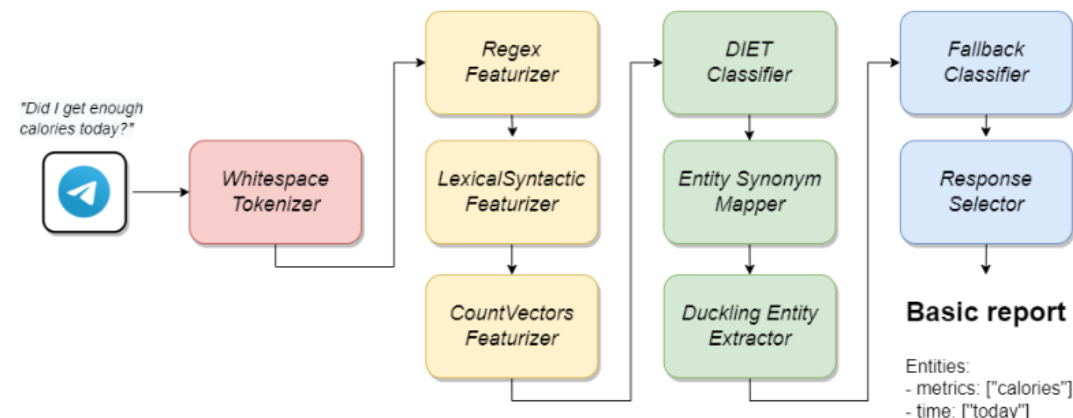 "Did I get enough
calories today?"
Whitespace
Tokenizer
Regex
Featurizer
LexicalSyntactic
Featurizer
CountVectors
Featurizer
DIET
Classifier
Entity Synonym
Mapper
Duckling Entity
Extractor
Fallback
Classifier
Response
Selector
Basic report
Entities:
- metrics: ["calories"]
- time: ["today"]